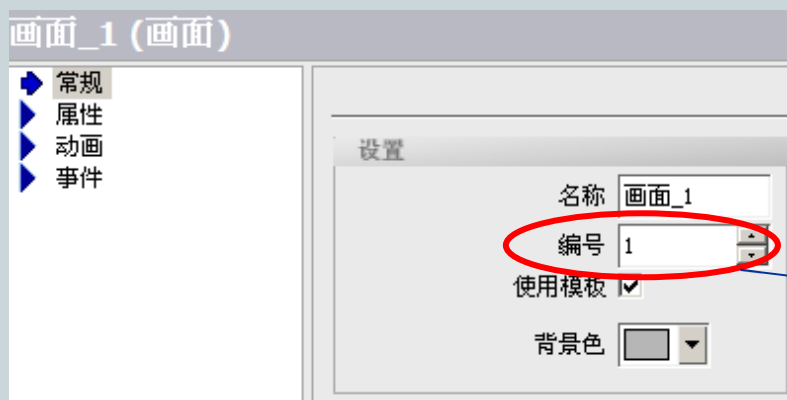 画面_1 (画面)
常规
属性
动画
事件
设置
名称 画面_1
编号 1
使用模板
背景色